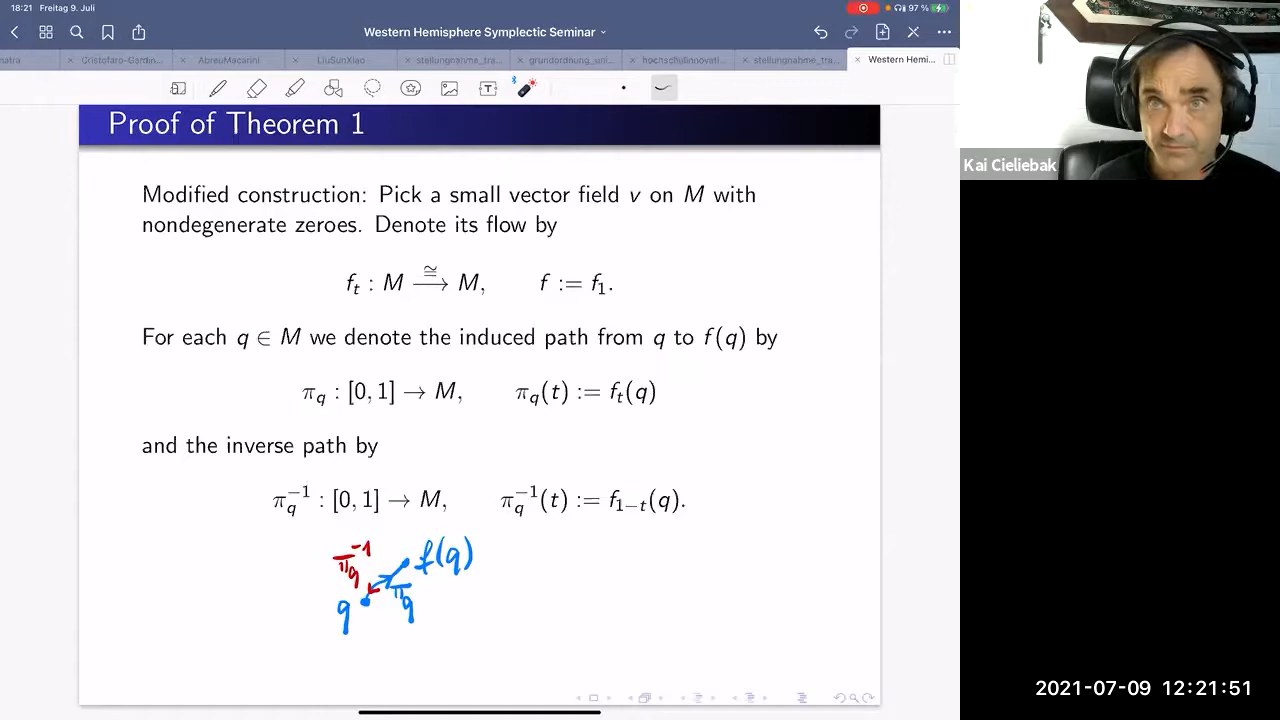 18:21 Freitag 9. Juli
97 %
Western Hemisphere Symplectic Seminar
Cristofaro-Gardin... AbreuMacarini LiuSunXiao stellungnahme_tra... grundordnung_uni... hochschulinnovati... stellungnahme_tra... Western Hemi...
Proof of Theorem 1
Modified construction: Pick a small vector field v on M with
nondegenerate zeroes. Denote its flow by
f_t : M ≅⟶ M, f := f_1.
For each q ∈ M we denote the induced path from q to f(q) by
π_q : [0, 1] → M, π_q(t) := f_t(q)
and the inverse path by
π_q^{-1} : [0, 1] → M, π_q^{-1}(t) := f_{1−t}(q).
π_q^{-1} f(q)
q π_q
Kai Cieliebak
2021-07-09 12:21:51